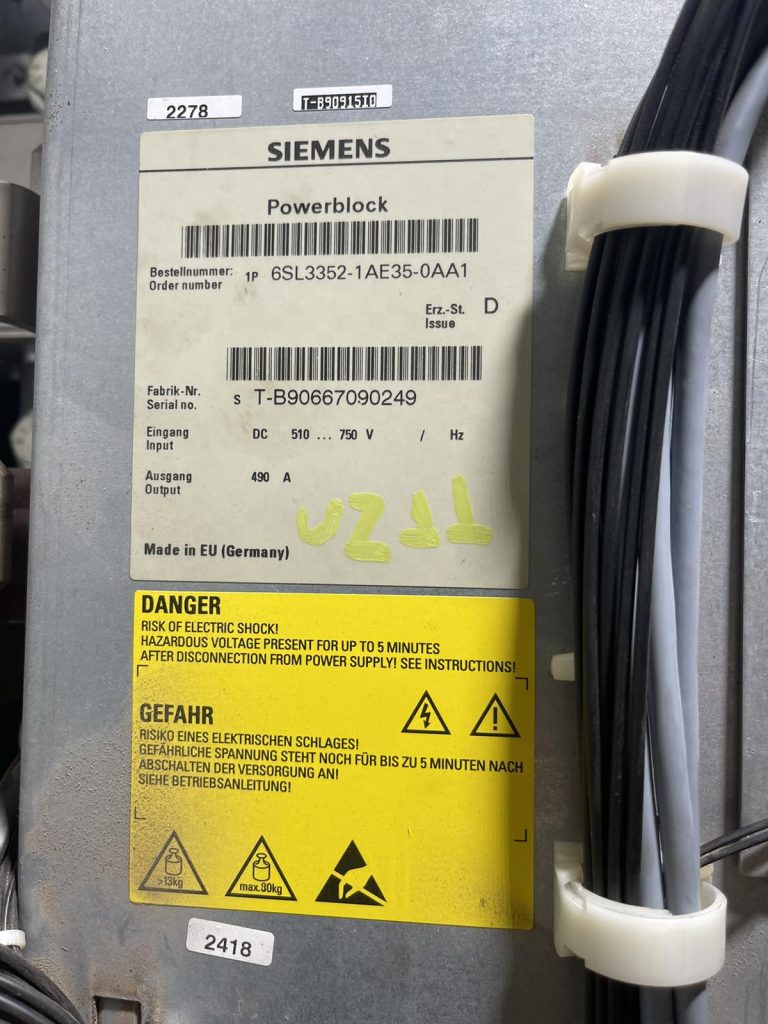 2278
T-B90915I0
SIEMENS
Powerblock
Bestellnummer: 1P 6SL3352-1AE35-0AA1
Order number
Erz.-St. D
Issue
Fabrik-Nr.
Serial no. S T-B90667090249
Eingang DC 510 ... 750 V / Hz
Input
Ausgang 490 A
Output
UZ11
Made in EU (Germany)
DANGER
RISK OF ELECTRIC SHOCK!
HAZARDOUS VOLTAGE PRESENT FOR UP TO 5 MINUTES
AFTER DISCONNECTION FROM POWER SUPPLY! SEE INSTRUCTIONS!
GEFAHR
RISIKO EINES ELEKTRISCHEN SCHLAGES!
GEFÄHRLICHE SPANNUNG STEHT NOCH FÜR BIS ZU 5 MINUTEN NACH
ABSCHALTEN DER VERSORGUNG AN!
SIEHE BETRIEBSANLEITUNG!
>13kg max.90kg
2418